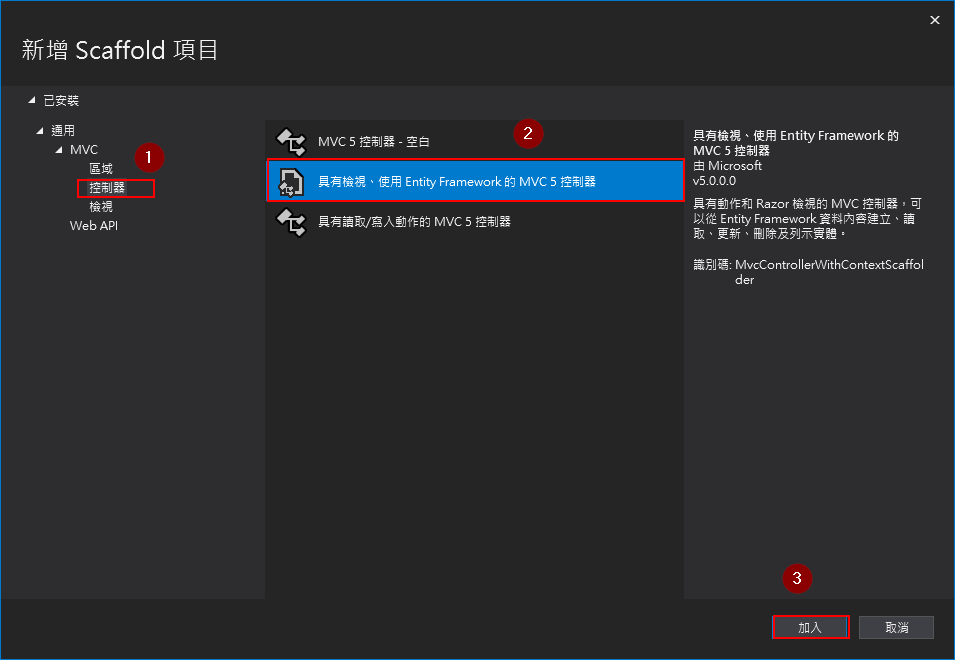 新增 Scaffold 項目
已安裝
通用
MVC
1
區域
控制器
檢視
Web API
MVC 5 控制器 - 空白
2
具有檢視、使用 Entity Framework 的 MVC 5 控制器
具有讀取/寫入動作的 MVC 5 控制器
具有檢視、使用 Entity Framework 的
MVC 5 控制器
由 Microsoft
v5.0.0.0
具有動作和 Razor 檢視的 MVC 控制器，可
以從 Entity Framework 資料內容建立、讀
取、更新、刪除及列示實體。
識別碼: MvcControllerWithContextScaffol
der
3
加入
取消